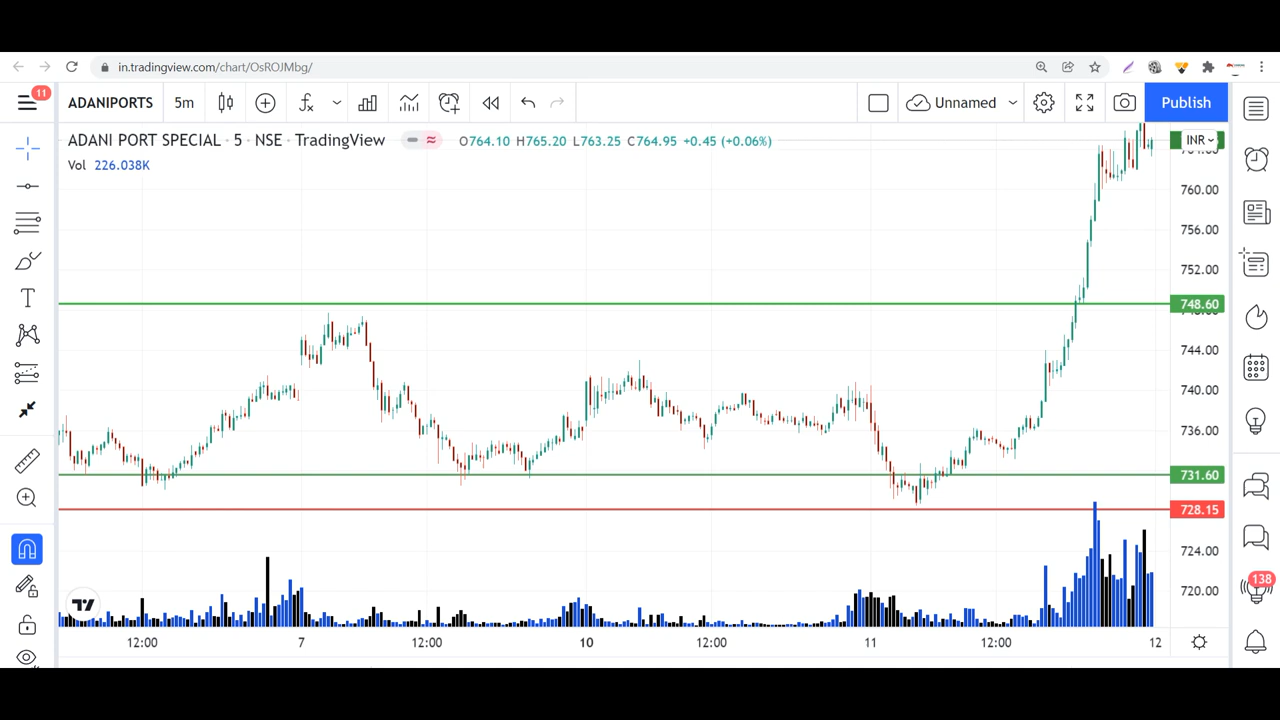 in.tradingview.com/chart/OsROJMbg/
11
ADANIPORTS 5m Unnamed Publish
ADANI PORT SPECIAL · 5 · NSE · TradingView O764.10 H765.20 L763.25 C764.95 +0.45 (+0.06%) INR
Vol 226.038K
760.00
756.00
752.00
748.60
744.00
740.00
736.00
731.60
728.15
724.00
720.00
138
12:00 7 12:00 10 12:00 11 12:00 12